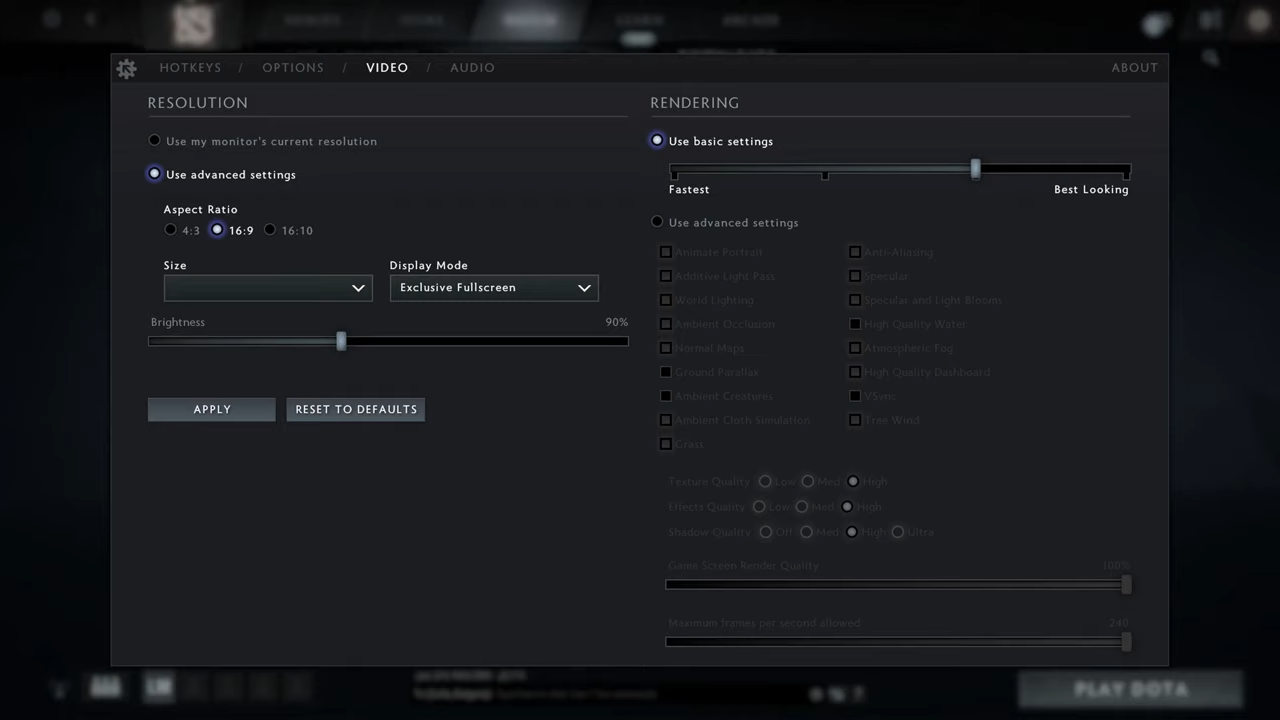 HOTKEYS / OPTIONS / VIDEO / AUDIO ABOUT
RESOLUTION
Use my monitor's current resolution
Use advanced settings
Aspect Ratio
4:3 16:9 16:10
Size Display Mode
Exclusive Fullscreen
Brightness 90%
APPLY RESET TO DEFAULTS
RENDERING
Use basic settings
Fastest Best Looking
Use advanced settings
Animate Portrait Anti-Aliasing
Additive Light Pass Specular
World Lighting Specular and Light Blooms
Ambient Occlusion High Quality Water
Normal Maps Atmospheric Fog
Ground Parallax High Quality Dashboard
Ambient Creatures VSync
Ambient Cloth Simulation Tree Wind
Grass
Texture Quality Low Med High
Effects Quality Low Med High
Shadow Quality Off Med High Ultra
Game Screen Render Quality 100%
Maximum frames per second allowed 240
PLAY DOTA